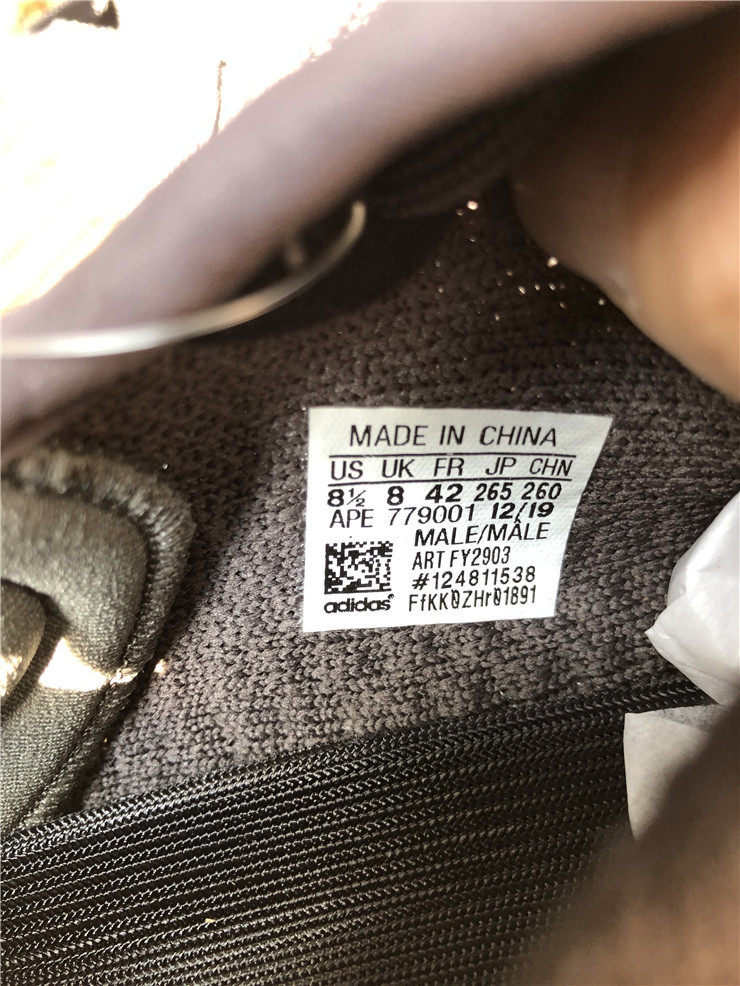 MADE IN CHINA
US UK FR JP CHN
8½ 8 42 265 260
APE 779001 12/19
MALE/MÂLE
ART FY2903
#124811538
adidas® FfKK0ZHr01891